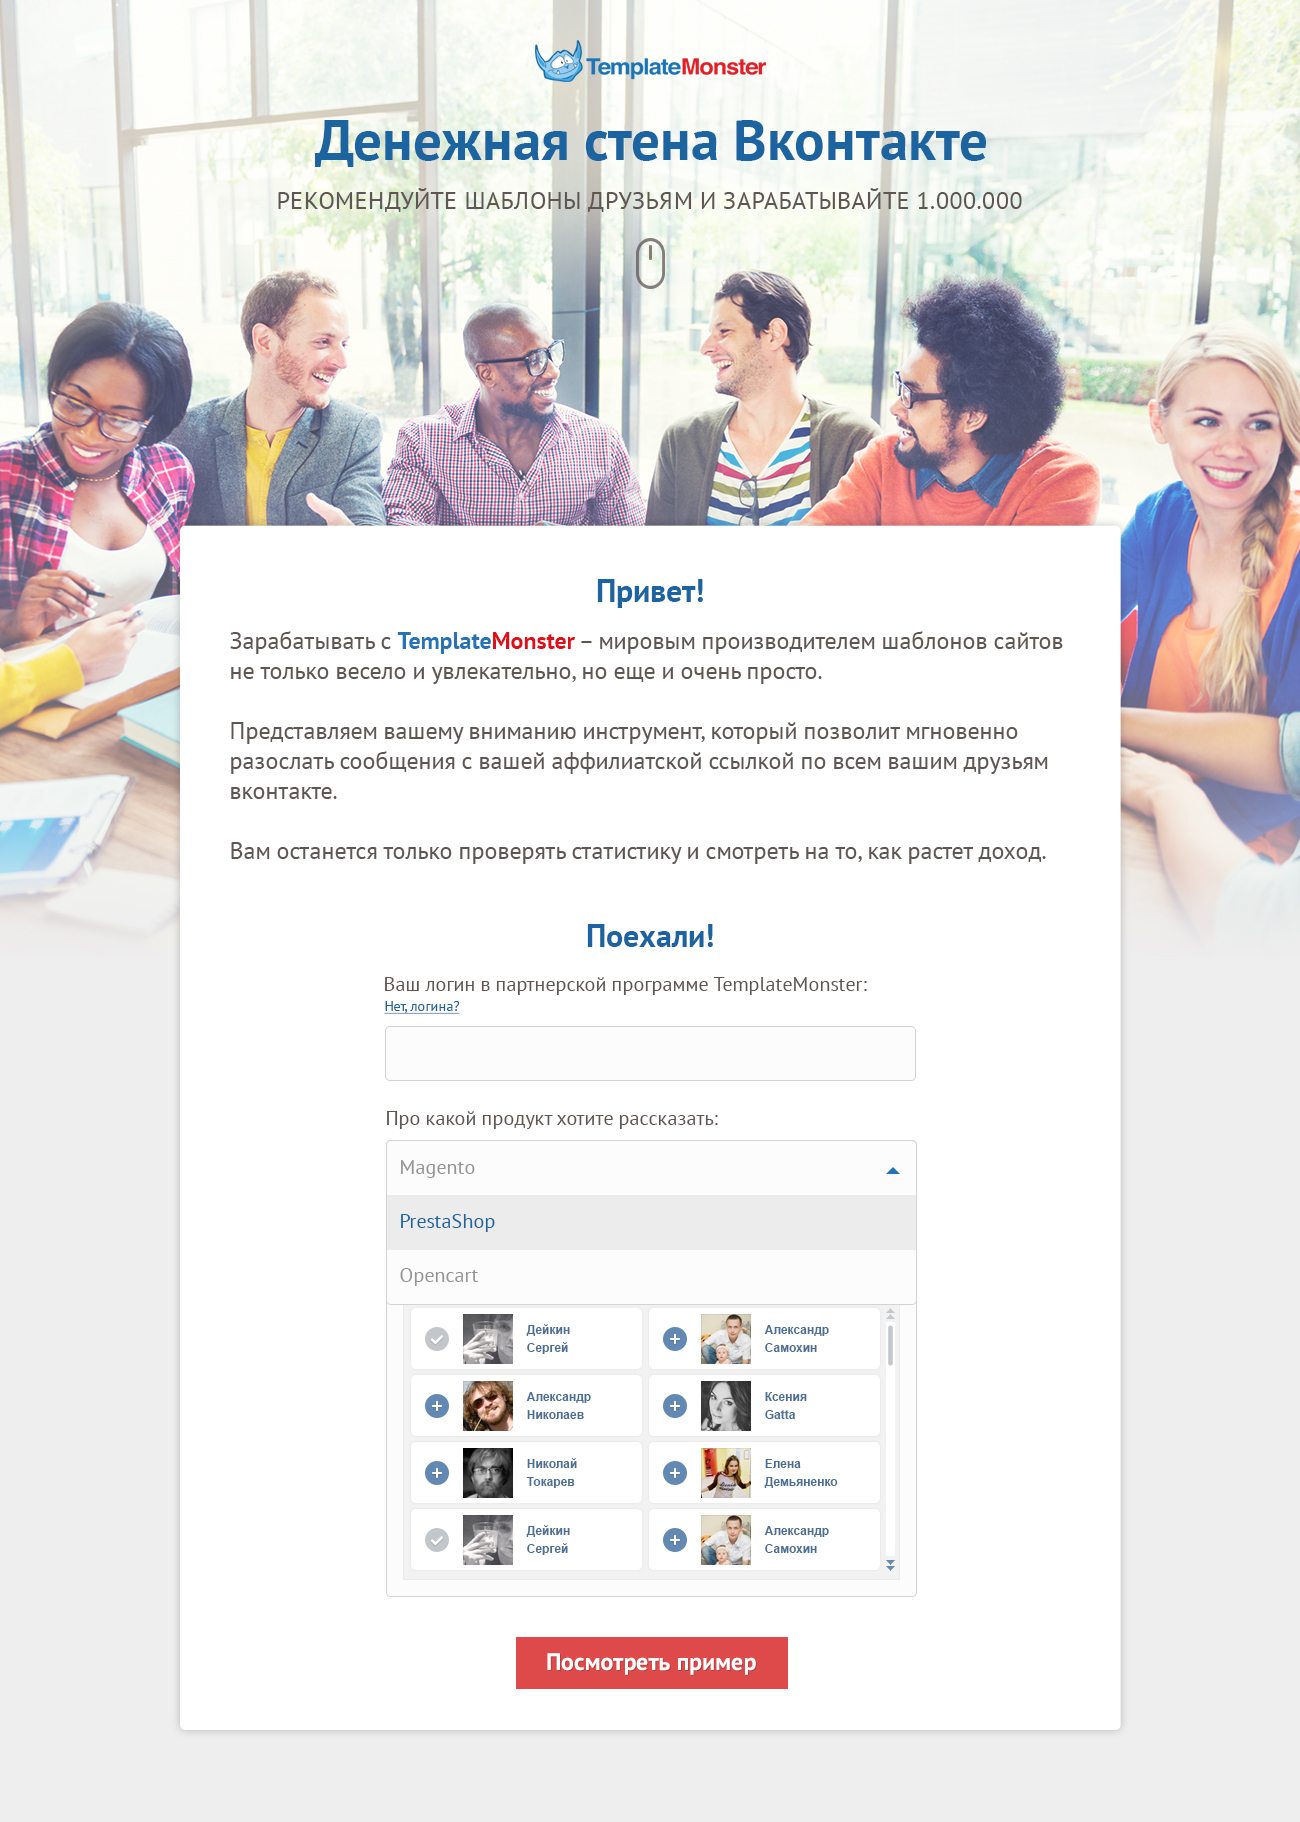 TemplateMonster
Денежная стена Вконтакте
РЕКОМЕНДУЙТЕ ШАБЛОНЫ ДРУЗЬЯМ И ЗАРАБАТЫВАЙТЕ 1.000.000
Привет!
Зарабатывать с TemplateMonster – мировым производителем шаблонов сайтов
не только весело и увлекательно, но еще и очень просто.
Представляем вашему вниманию инструмент, который позволит мгновенно
разослать сообщения с вашей аффилиатской ссылкой по всем вашим друзьям
вконтакте.
Вам останется только проверять статистику и смотреть на то, как растет доход.
Поехали!
Ваш логин в партнерской программе TemplateMonster:
Нет, логина?
Про какой продукт хотите рассказать:
Magento
PrestaShop
Opencart
Дейкин
Сергей
Александр
Самохин
Александр
Николаев
Ксения
Gatta
Николай
Токарев
Елена
Демьяненко
Дейкин
Сергей
Александр
Самохин
Посмотреть пример